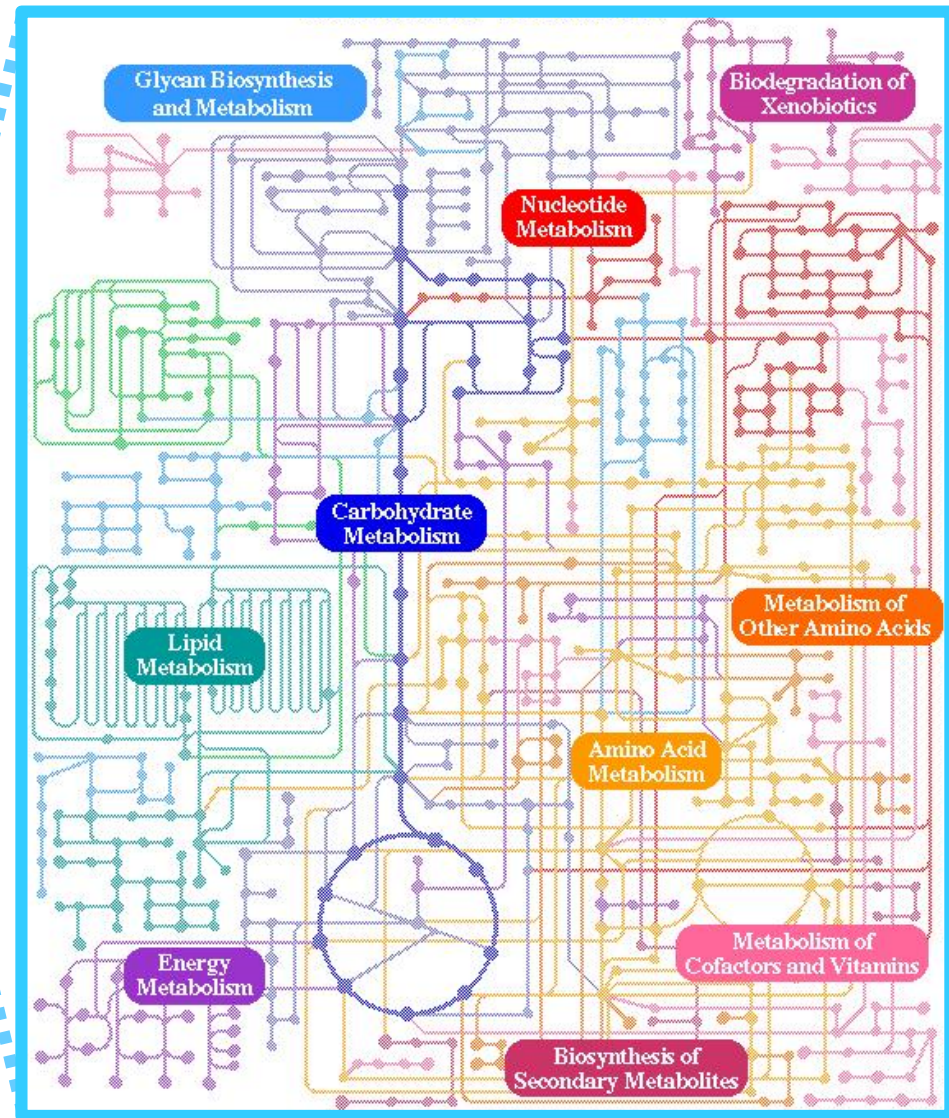 Glycan Biosynthesis
and Metabolism
Biodegradation of
Xenobiotics
Nucleotide
Metabolism
Carbohydrate
Metabolism
Metabolism of
Other Amino Acids
Lipid
Metabolism
Amino Acid
Metabolism
Metabolism of
Cofactors and Vitamins
Energy
Metabolism
Biosynthesis of
Secondary Metabolites